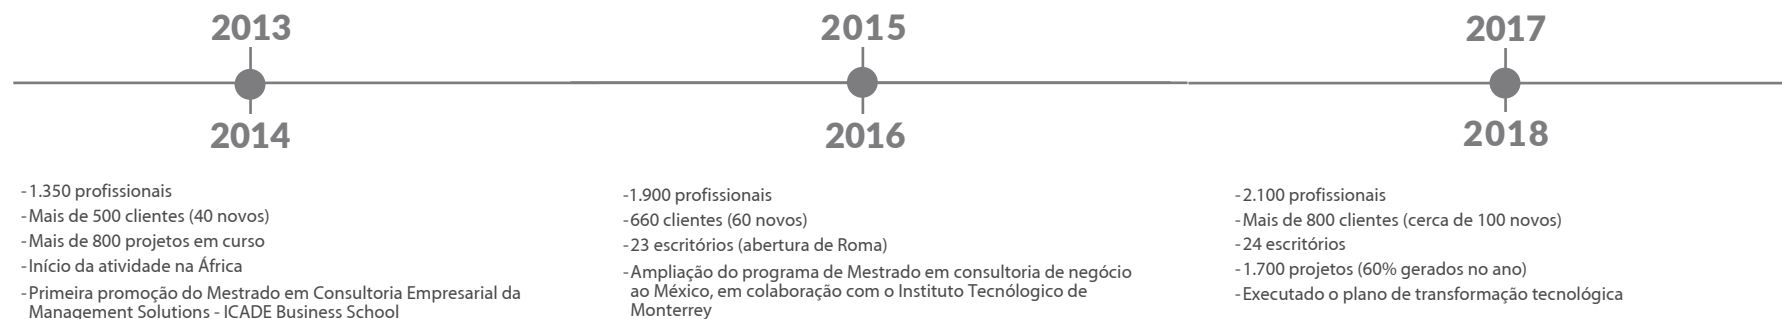 2013
2014
-1.350 profissionais
-Mais de 500 clientes (40 novos)
-Mais de 800 projetos em curso
-Início da atividade na África
-Primeira promoção do Mestrado em Consultoria Empresarial da
Management Solutions - ICADE Business School
2015
2016
-1.900 profissionais
-660 clientes (60 novos)
-23 escritórios (abertura de Roma)
-Ampliação do programa de Mestrado em consultoria de negócio
ao México, em colaboração com o Instituto Tecnólogico de
Monterrey
2017
2018
-2.100 profissionais
-Mais de 800 clientes (cerca de 100 novos)
-24 escritórios
-1.700 projetos (60% gerados no ano)
-Executado o plano de transformação tecnológica